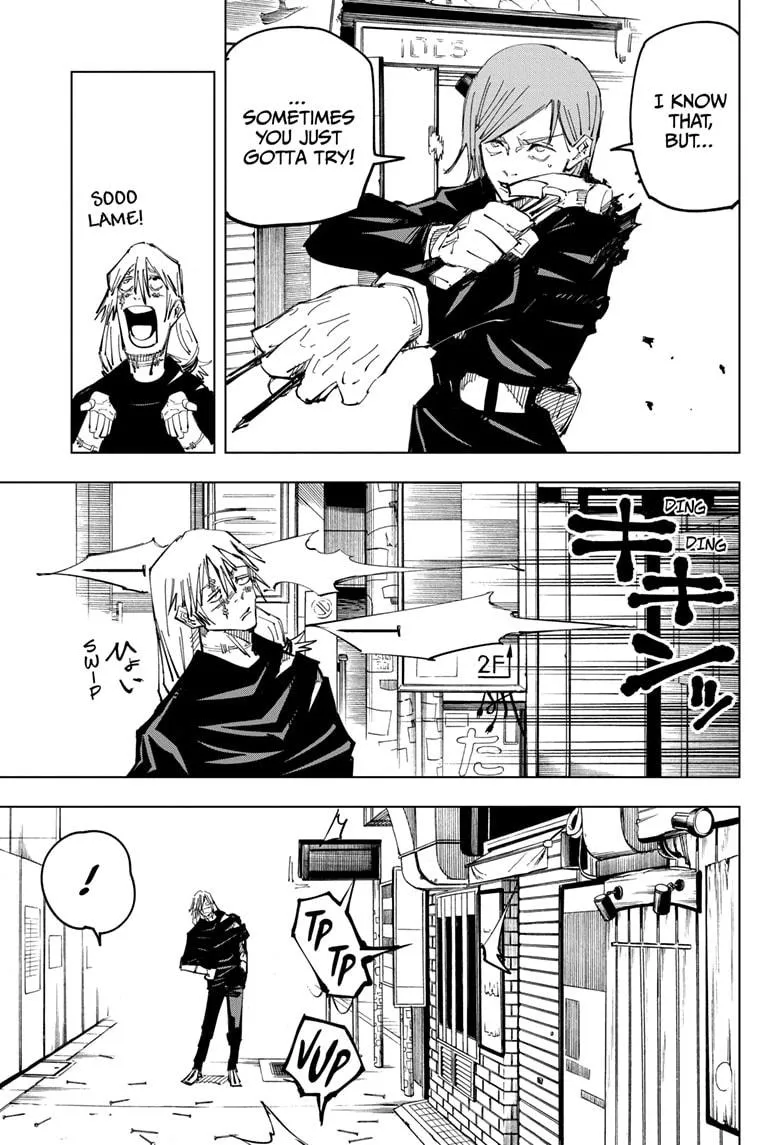 I KNOW
THAT,
BUT...
...
SOMETIMES
YOU JUST
GOTTA TRY!
SOOO
LAME!
DING
DING
キキンッ
2F
た
ひょい
SWIP
!
TP
TP
VUP